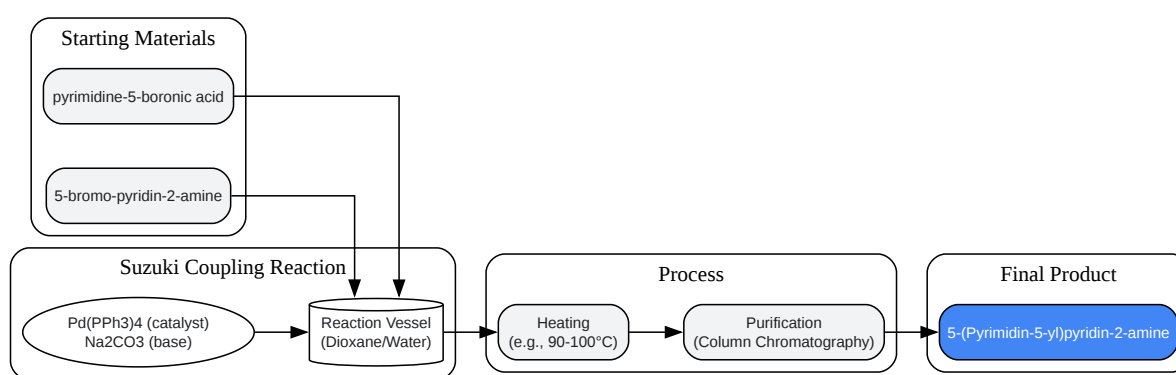 Starting Materials
pyrimidine-5-boronic acid
5-bromo-pyridin-2-amine
Suzuki Coupling Reaction
Pd(PPh3)4 (catalyst)
Na2CO3 (base)
Reaction Vessel
(Dioxane/Water)
Process
Heating
(e.g., 90-100°C)
Purification
(Column Chromatography)
Final Product
5-(Pyrimidin-5-yl)pyridin-2-amine